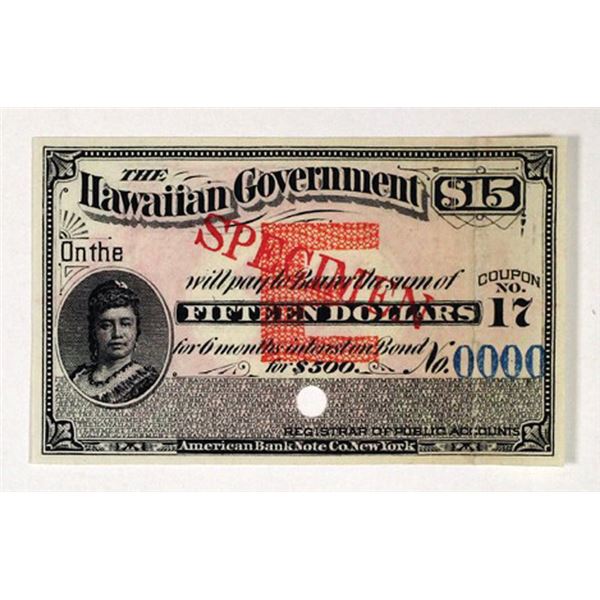 THE
Hawaiian Government $15
On the
SPECIMEN
E
will pay to Bearer the sum of
FIFTEEN DOLLARS
COUPON
NO.
17
for 6 months interest on Bond
for $500.
No. 0000
REGISTRAR OF PUBLIC ACCOUNTS
American Bank Note Co. New York